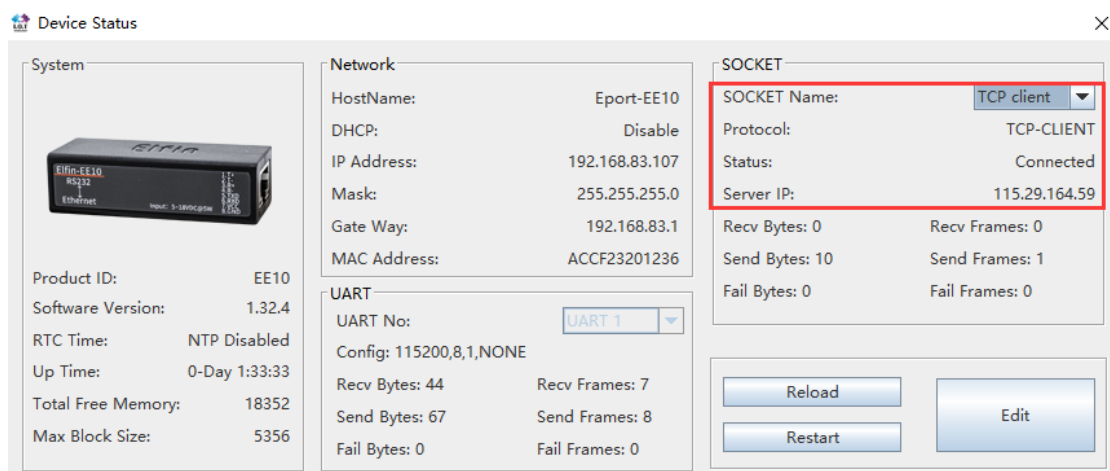 Device Status
System
Elfin
Elfin-EE10
RS232
Ethernet
Input: 5-18VDC@5W
Product ID: EE10
Software Version: 1.32.4
RTC Time: NTP Disabled
Up Time: 0-Day 1:33:33
Total Free Memory: 18352
Max Block Size: 5356
Network
HostName: Eport-EE10
DHCP: Disable
IP Address: 192.168.83.107
Mask: 255.255.255.0
Gate Way: 192.168.83.1
MAC Address: ACCF23201236
UART
UART No: UART 1
Config: 115200,8,1,NONE
Recv Bytes: 44 Recv Frames: 7
Send Bytes: 67 Send Frames: 8
Fail Bytes: 0 Fail Frames: 0
SOCKET
SOCKET Name: TCP client
Protocol: TCP-CLIENT
Status: Connected
Server IP: 115.29.164.59
Recv Bytes: 0 Recv Frames: 0
Send Bytes: 10 Send Frames: 1
Fail Bytes: 0 Fail Frames: 0
Reload
Restart
Edit